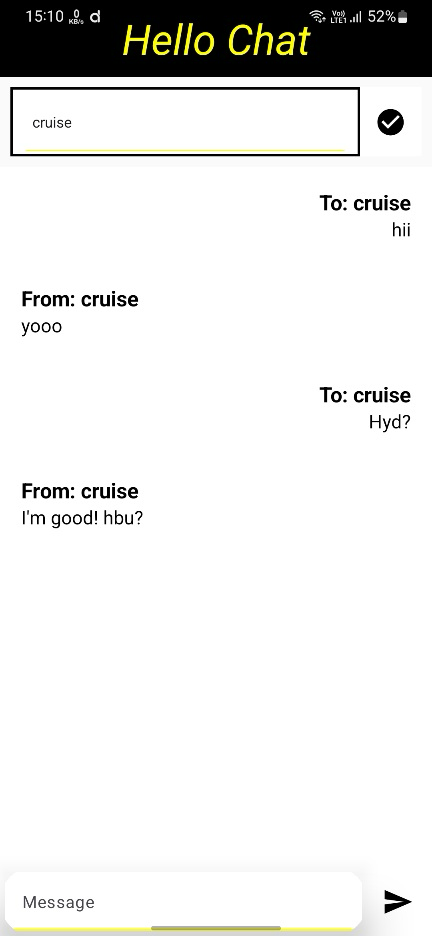 15:10 0 KB/s d Vo)) LTE1 52%
Hello Chat
cruise
To: cruise
hii
From: cruise
yooo
To: cruise
Hyd?
From: cruise
I'm good! hbu?
Message